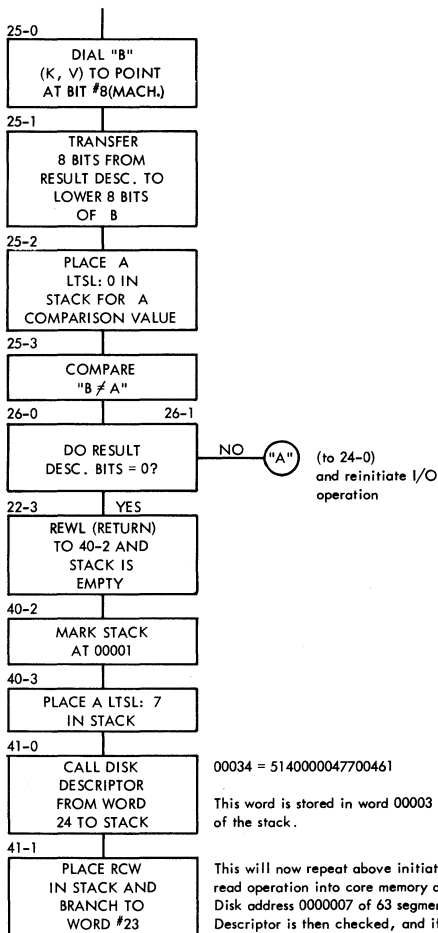 25-0
DIAL "B"
(K, V) TO POINT
AT BIT #8(MACH.)
25-1
TRANSFER
8 BITS FROM
RESULT DESC. TO
LOWER 8 BITS
OF B
25-2
PLACE A
LTSL: 0 IN
STACK FOR A
COMPARISON VALUE
25-3
COMPARE
"B ≠ A"
26-0 26-1
DO RESULT
DESC. BITS = 0?
NO
"A"
(to 24-0)
and reinitiate I/O
operation
22-3 YES
REWL (RETURN)
TO 40-2 AND
STACK IS
EMPTY
40-2
MARK STACK
AT 00001
40-3
PLACE A LTSL: 7
IN STACK
41-0
CALL DISK
DESCRIPTOR
FROM WORD
24 TO STACK
00034 = 5140000047700461
This word is stored in word 00003
of the stack.
41-1
PLACE RCW
IN STACK AND
BRANCH TO
WORD #23
This will now repeat above initiat
read operation into core memory
Disk address 0000007 of 63 segmen
Descriptor is then checked, and if